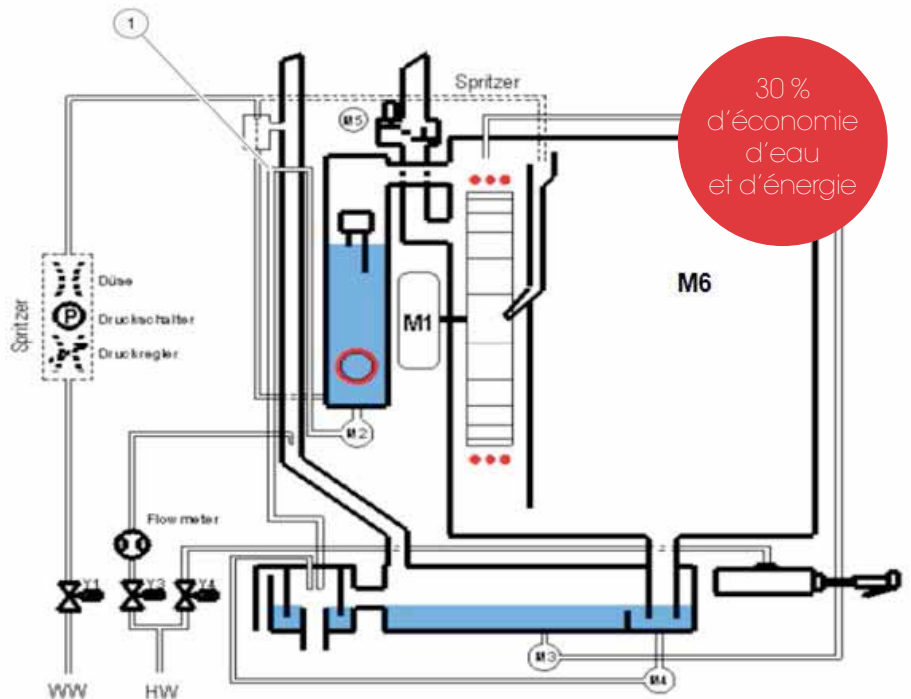 1
Spritzer
M5
30 %
d'économie
d'eau
et d'énergie
M6
Spritzer
Düse
Druckschalter
P
Druckregler
M1
M2
Flow meter
Y1
Y3
Y4
M3
M4
WW
HW